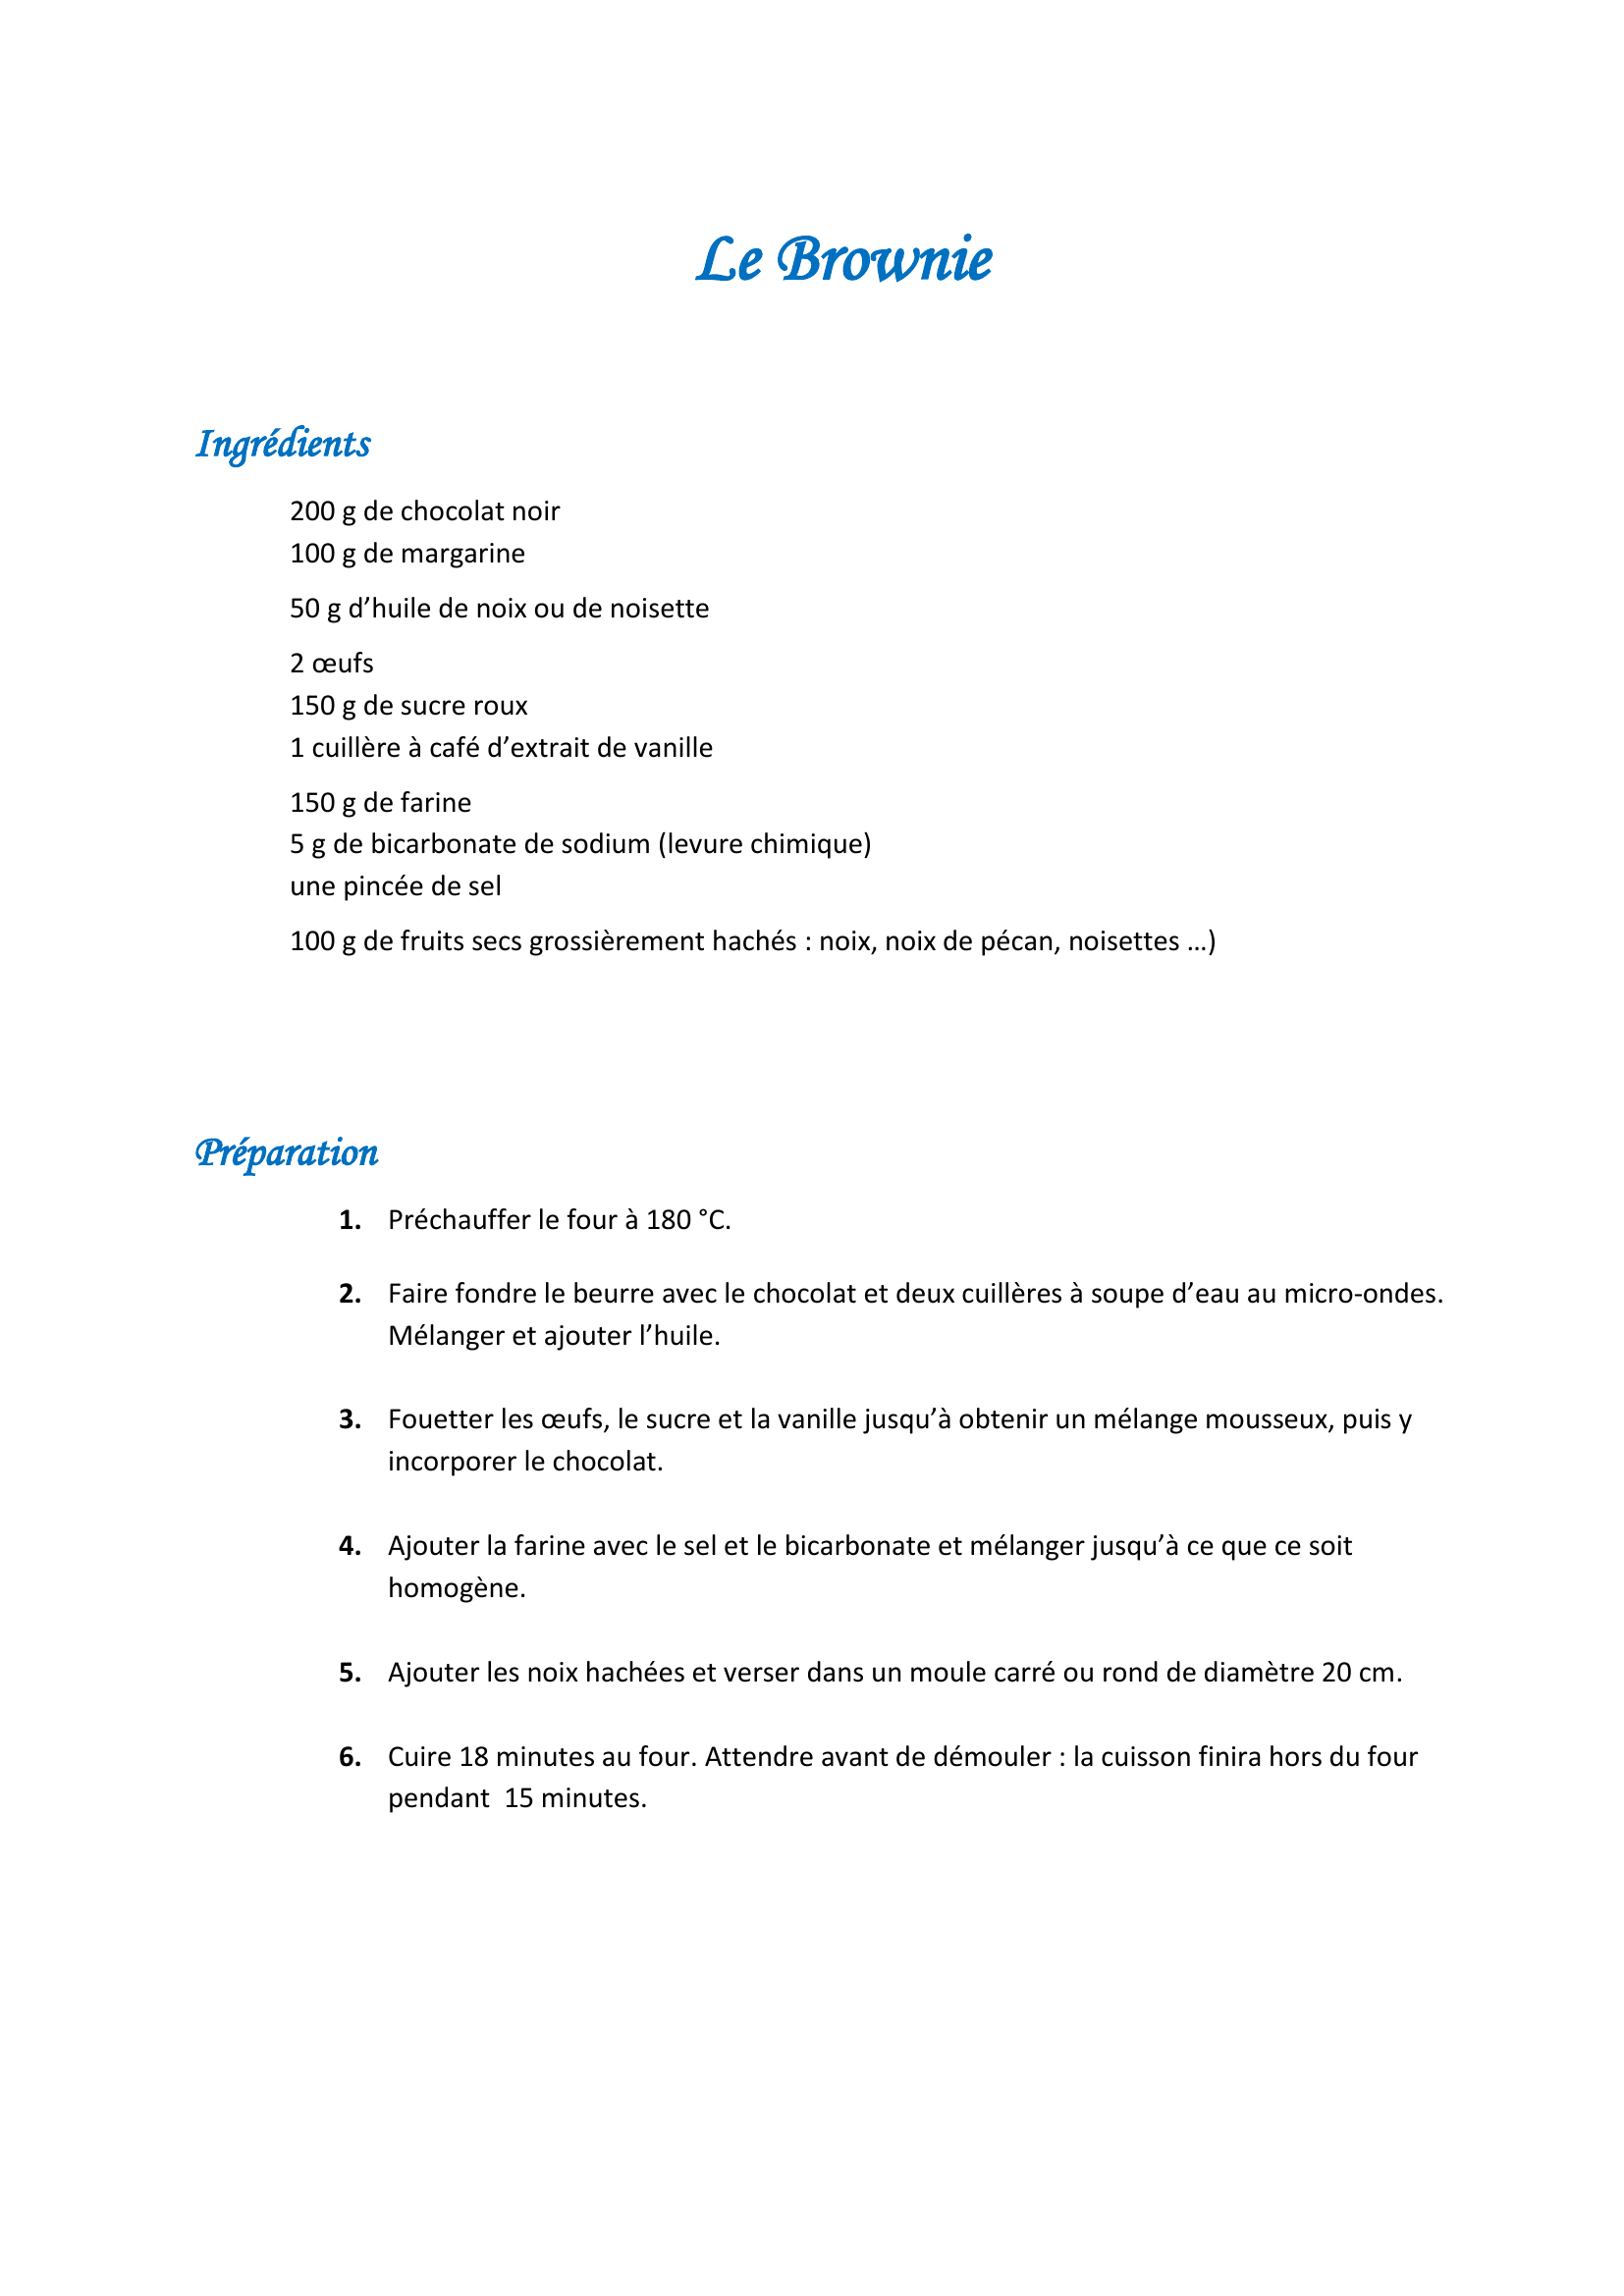 Le Brownie
Ingrédients
200 g de chocolat noir
100 g de margarine
50 g d’huile de noix ou de noisette
2 œufs
150 g de sucre roux
1 cuillère à café d’extrait de vanille
150 g de farine
5 g de bicarbonate de sodium (levure chimique)
une pincée de sel
100 g de fruits secs grossièrement hachés : noix, noix de pécan, noisettes …)
Préparation
1. Préchauffer le four à 180 °C.
2. Faire fondre le beurre avec le chocolat et deux cuillères à soupe d’eau au micro-ondes.
Mélanger et ajouter l’huile.
3. Fouetter les œufs, le sucre et la vanille jusqu’à obtenir un mélange mousseux, puis y
incorporer le chocolat.
4. Ajouter la farine avec le sel et le bicarbonate et mélanger jusqu’à ce que ce soit
homogène.
5. Ajouter les noix hachées et verser dans un moule carré ou rond de diamètre 20 cm.
6. Cuire 18 minutes au four. Attendre avant de démouler : la cuisson finira hors du four
pendant  15 minutes.